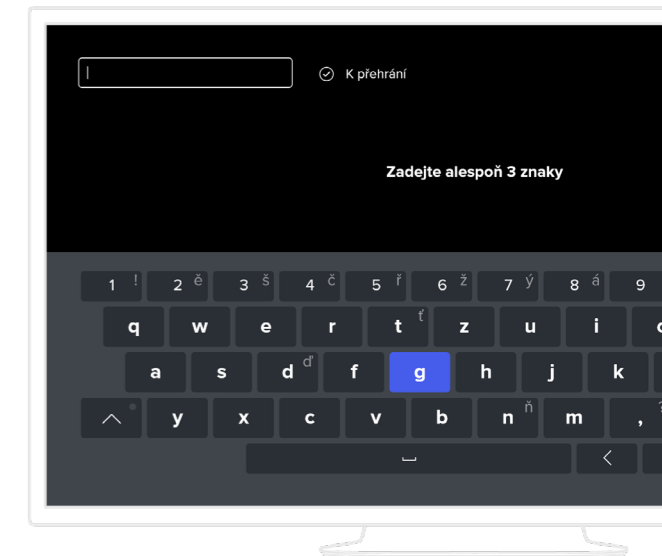 K přehrání
Zadejte alespoň 3 znaky
1 ! 2 ě 3 š 4 č 5 ř 6 ž 7 ý 8 á 9
q w e r t ť z u i
a s d ď f g h j k
y x c v b n ň m ,